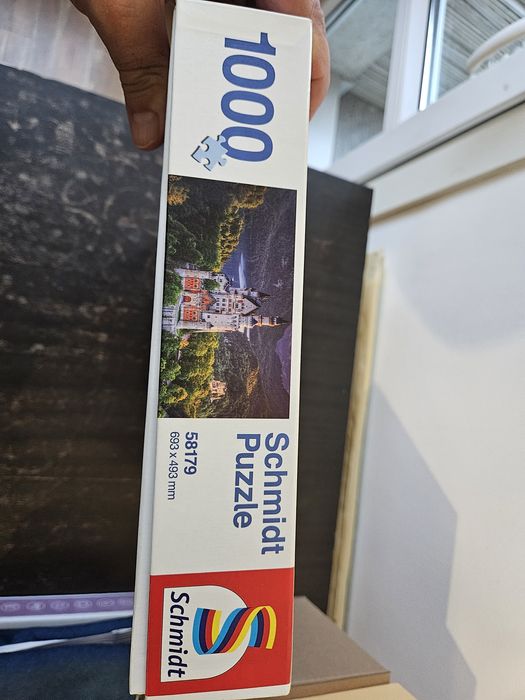 1000
Schmidt
Puzzle
58179
693 x 493 mm
Schmidt